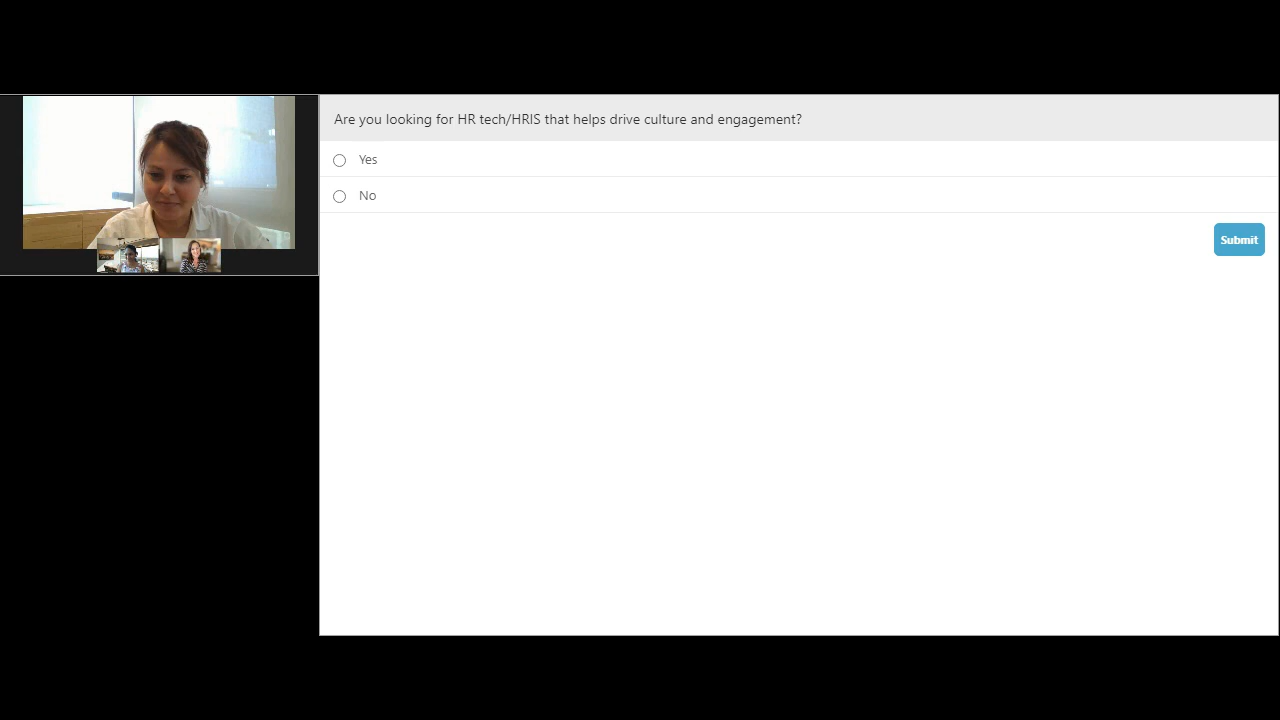 Are you looking for HR tech/HRIS that helps drive culture and engagement?
Yes
No
Submit